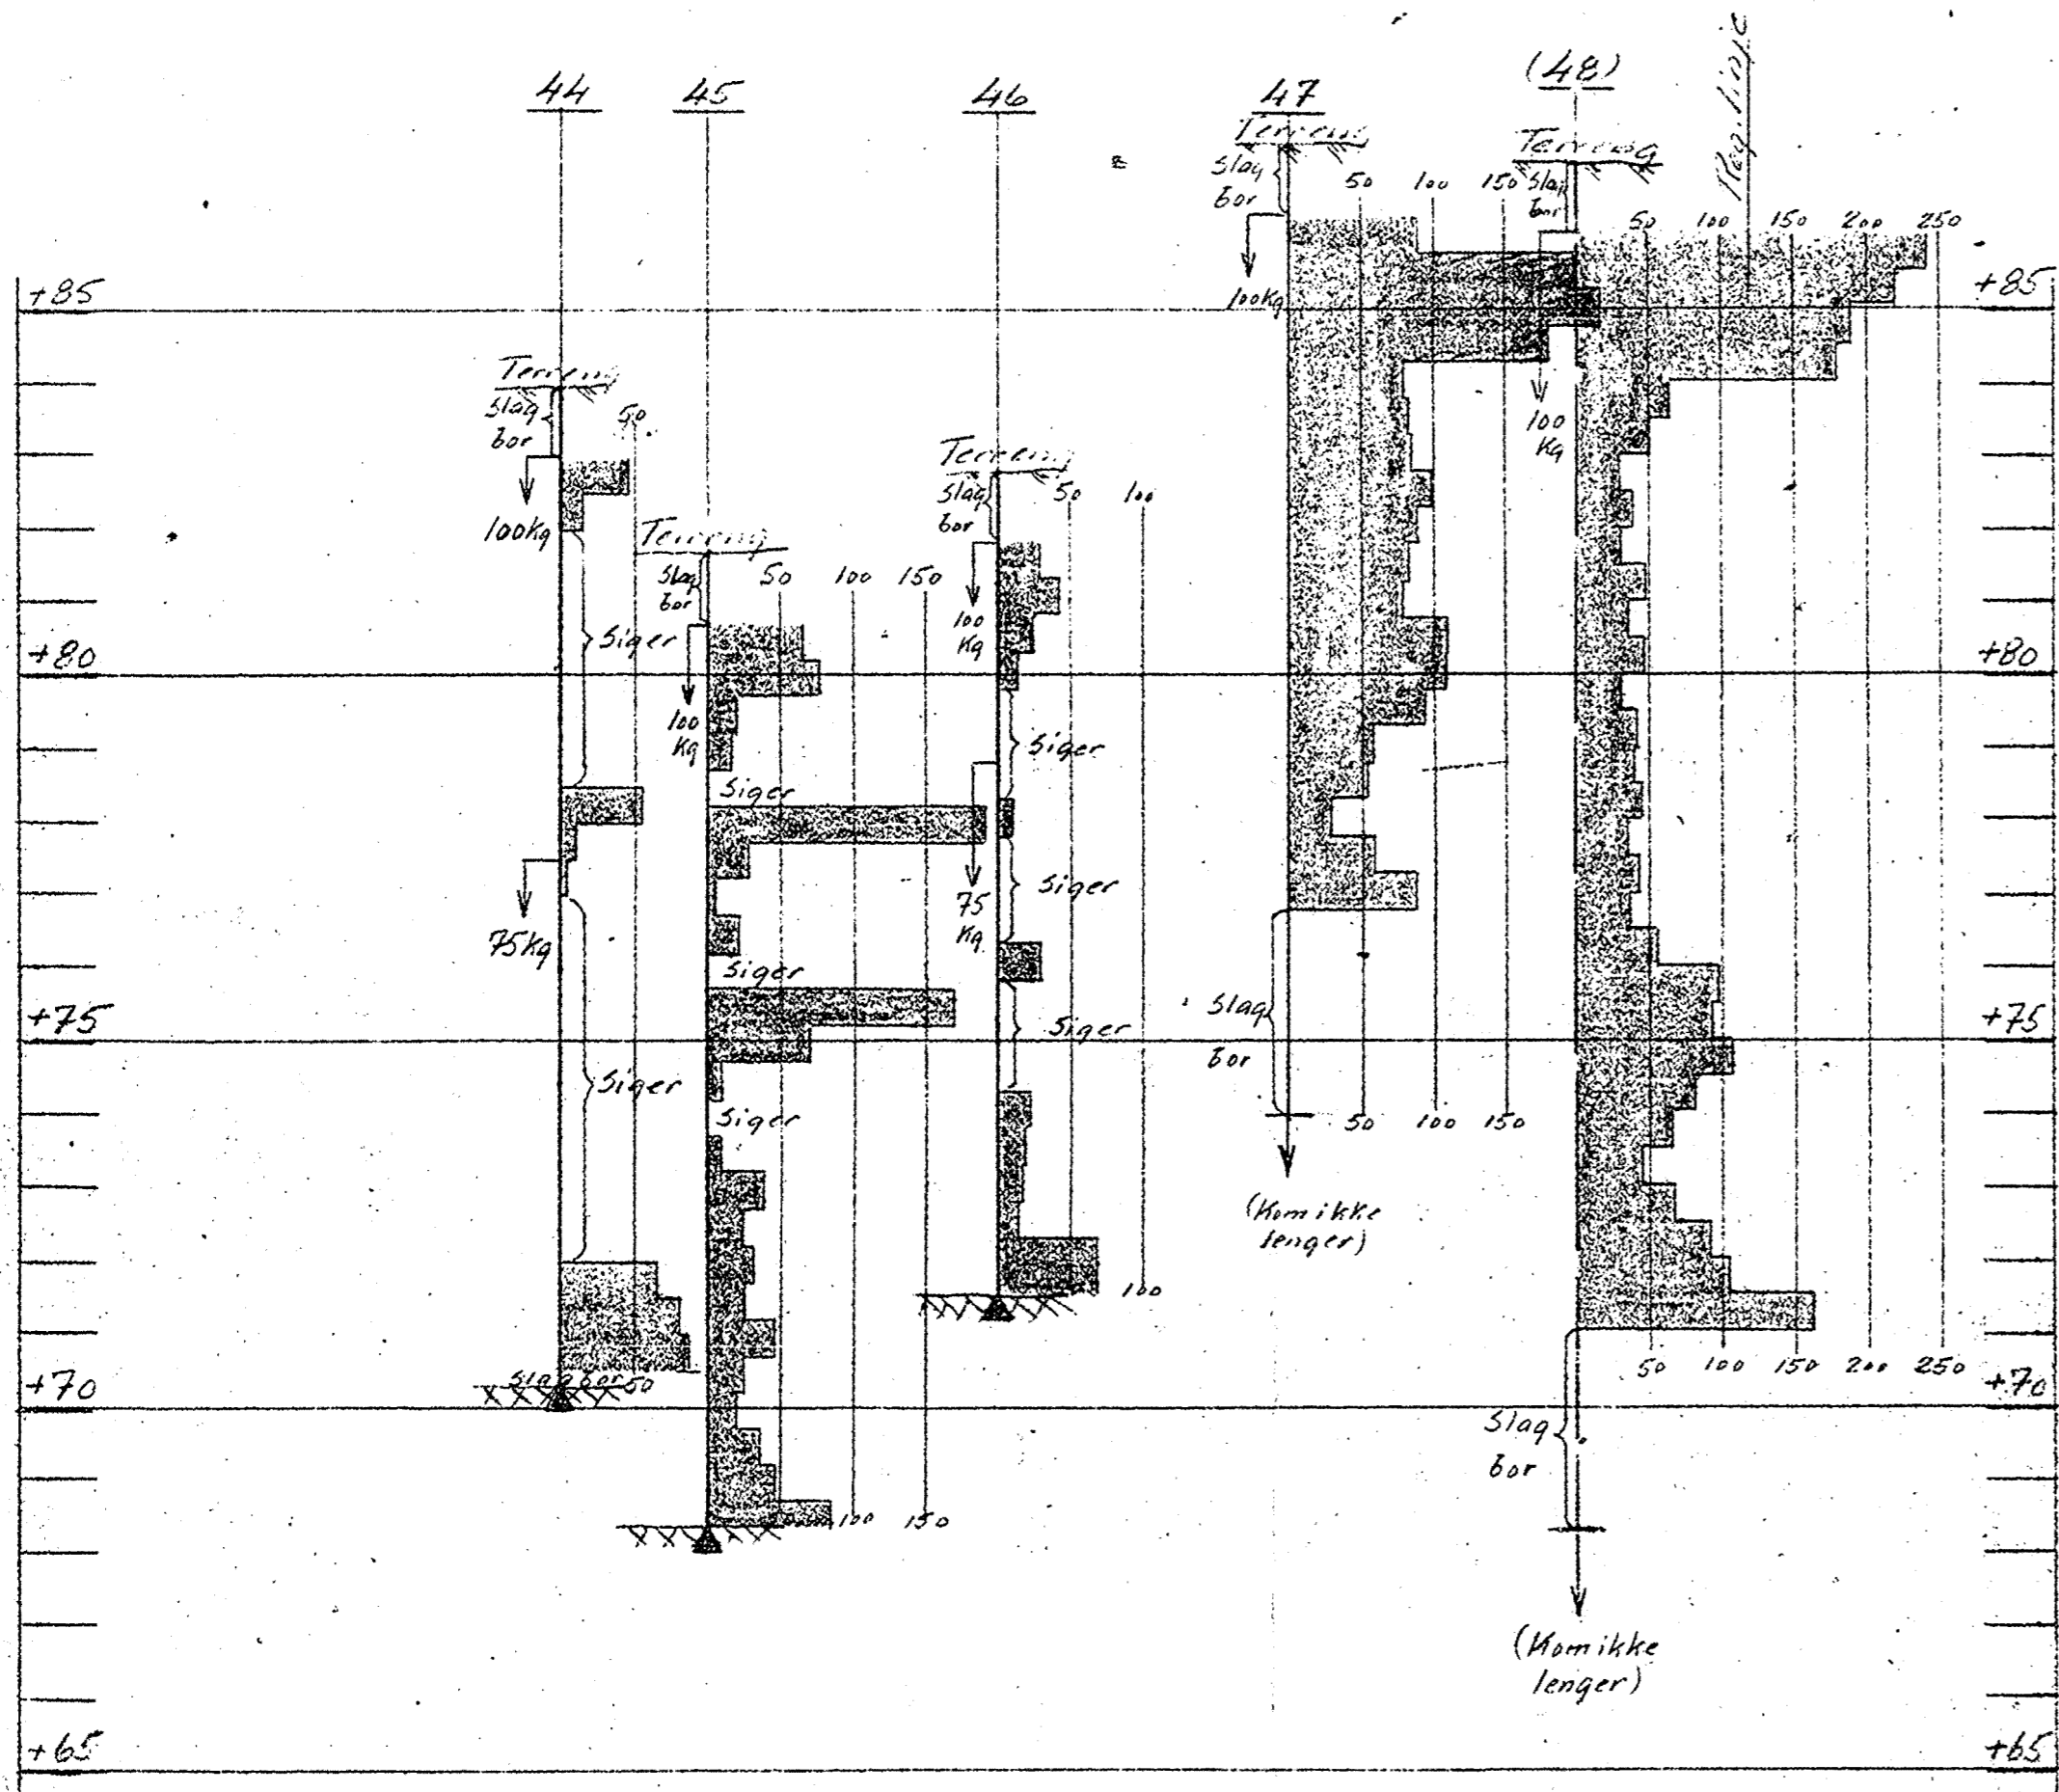 44
45
46
47
(48)
Terreng
Slag
bor
50
100
150
100kg
Terreng
Slag
bor
50
100
150
200
250
100
Kg
+85
+85
Terreng
Slag
bor
50
100kg
Siger
75kg
Siger
Slagbor
50
Terreng
Slag
bor
50
100
150
100
Kg
Siger
Siger
Siger
100
150
Terreng
Slag
bor
50
100
100
Kg
Siger
75
Kg
Siger
Siger
100
+80
+80
+75
+75
Slag
bor
50
100
150
(Kom ikke
lenger)
50
100
150
200
250
+70
+70
Slag
bor
(Kom ikke
lenger)
+65
+65